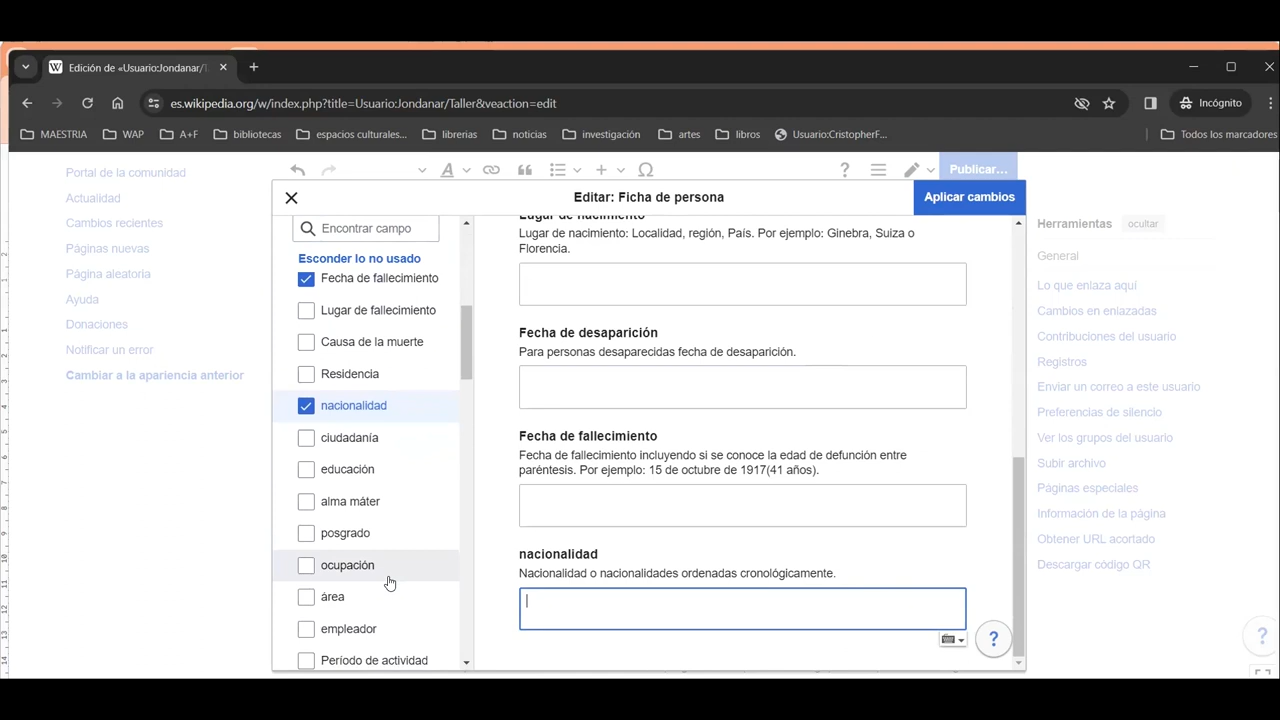 Edición de «Usuario:Jondanar/T
es.wikipedia.org/w/index.php?title=Usuario:Jondanar/Taller&veaction=edit
Incógnito
MAESTRIA
WAP
A+F
bibliotecas
espacios culturales...
librerias
noticias
investigación
artes
libros
Usuario:CristopherF...
Todos los marcadores
Portal de la comunidad
Actualidad
Cambios recientes
Páginas nuevas
Página aleatoria
Ayuda
Donaciones
Notificar un error
Cambiar a la apariencia anterior
Publicar...
Editar: Ficha de persona
Aplicar cambios
Encontrar campo
Esconder lo no usado
Fecha de fallecimiento
Lugar de fallecimiento
Causa de la muerte
Residencia
nacionalidad
ciudadanía
educación
alma máter
posgrado
ocupación
área
empleador
Período de actividad
Lugar de nacimiento
Lugar de nacimiento: Localidad, región, País. Por ejemplo: Ginebra, Suiza o
Florencia.
Fecha de desaparición
Para personas desaparecidas fecha de desaparición.
Fecha de fallecimiento
Fecha de fallecimiento incluyendo si se conoce la edad de defunción entre
paréntesis. Por ejemplo: 15 de octubre de 1917(41 años).
nacionalidad
Nacionalidad o nacionalidades ordenadas cronológicamente.
Herramientas
ocultar
General
Lo que enlaza aquí
Cambios en enlazadas
Contribuciones del usuario
Registros
Enviar un correo a este usuario
Preferencias de silencio
Ver los grupos del usuario
Subir archivo
Páginas especiales
Información de la página
Obtener URL acortado
Descargar código QR